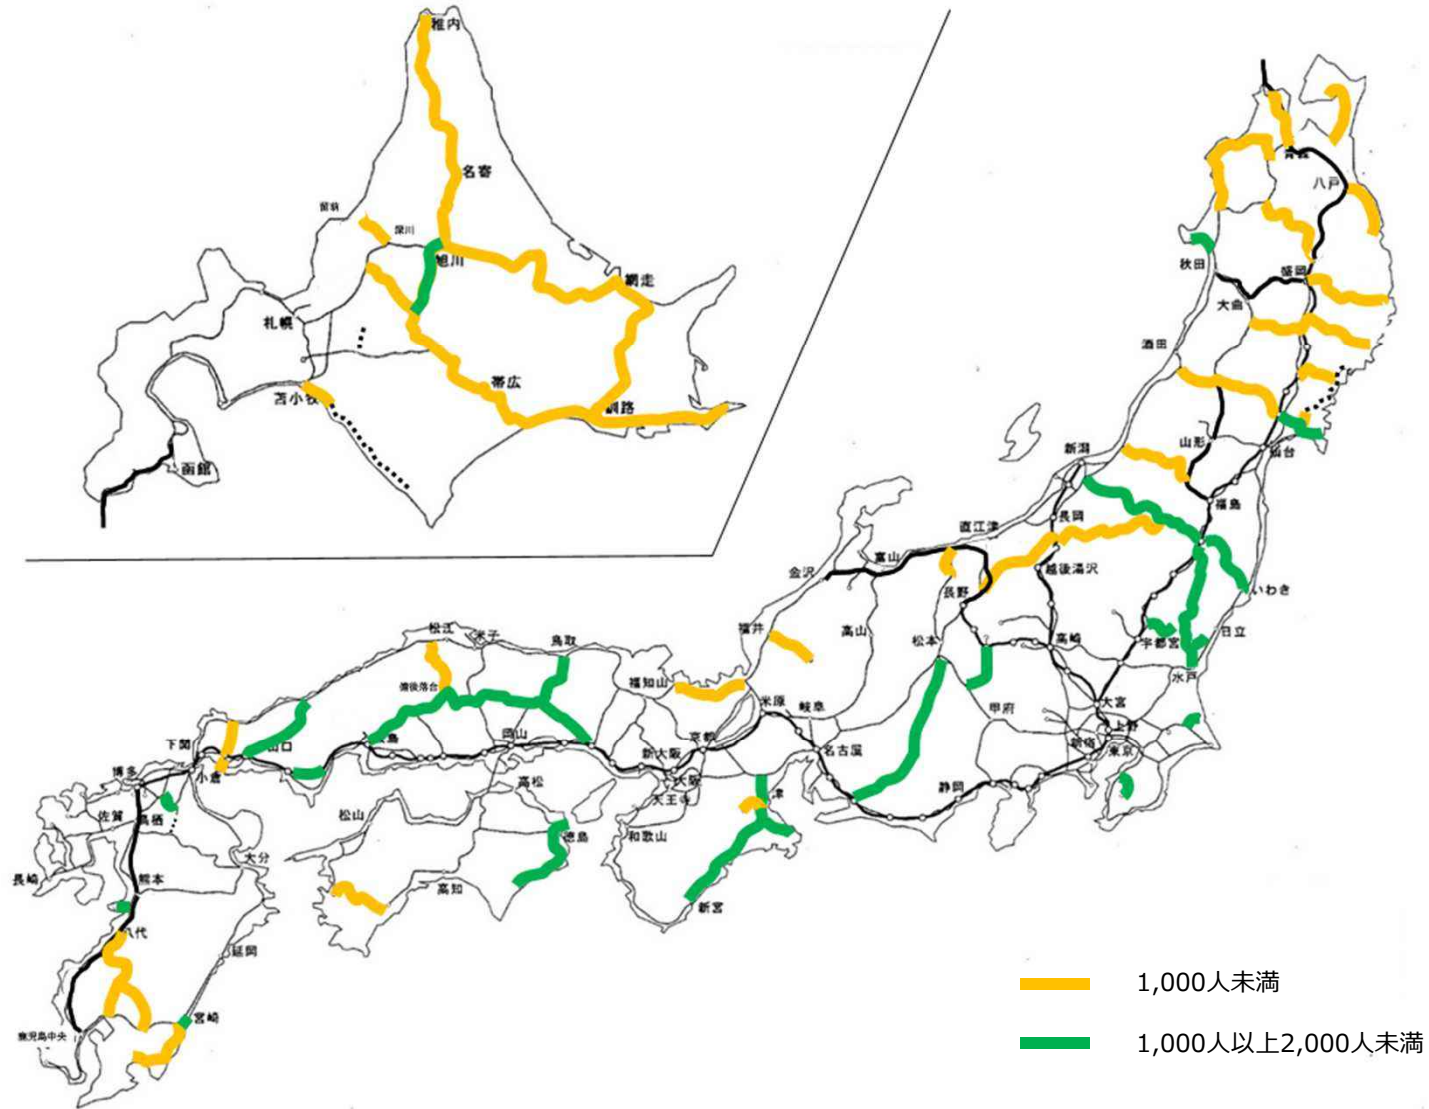 稚内
名寄
留萌
深川
旭川
網走
札幌
帯広
苫小牧
釧路
函館
青森
八戸
秋田
盛岡
大曲
酒田
山形
仙台
新潟
福島
長岡
直江津
越後湯沢
富山
金沢
長野
いわき
福井
高山
松本
高崎
宇都宮
日立
水戸
松江
米子
鳥取
備後落合
福知山
米原
岐阜
甲府
大宮
上野
新宿
東京
下関
山口
広島
岡山
新大阪
京都
名古屋
静岡
小倉
博多
大阪
天王寺
高松
津
佐賀
鳥栖
松山
徳島
和歌山
大分
長崎
熊本
高知
新宮
八代
延岡
宮崎
鹿児島中央
1,000人未満
1,000人以上2,000人未満